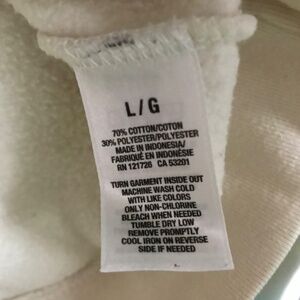 L/G
70% COTTON/COTON
30% POLYESTER/POLYESTER
MADE IN INDONESIA/
FABRIQUÉ EN INDONÉSIE
RN 121726 CA 53201
TURN GARMENT INSIDE OUT
MACHINE WASH COLD
WITH LIKE COLORS
ONLY NON-CHLORINE
BLEACH WHEN NEEDED
TUMBLE DRY LOW
REMOVE PROMPTLY
COOL IRON ON REVERSE
SIDE IF NEEDED